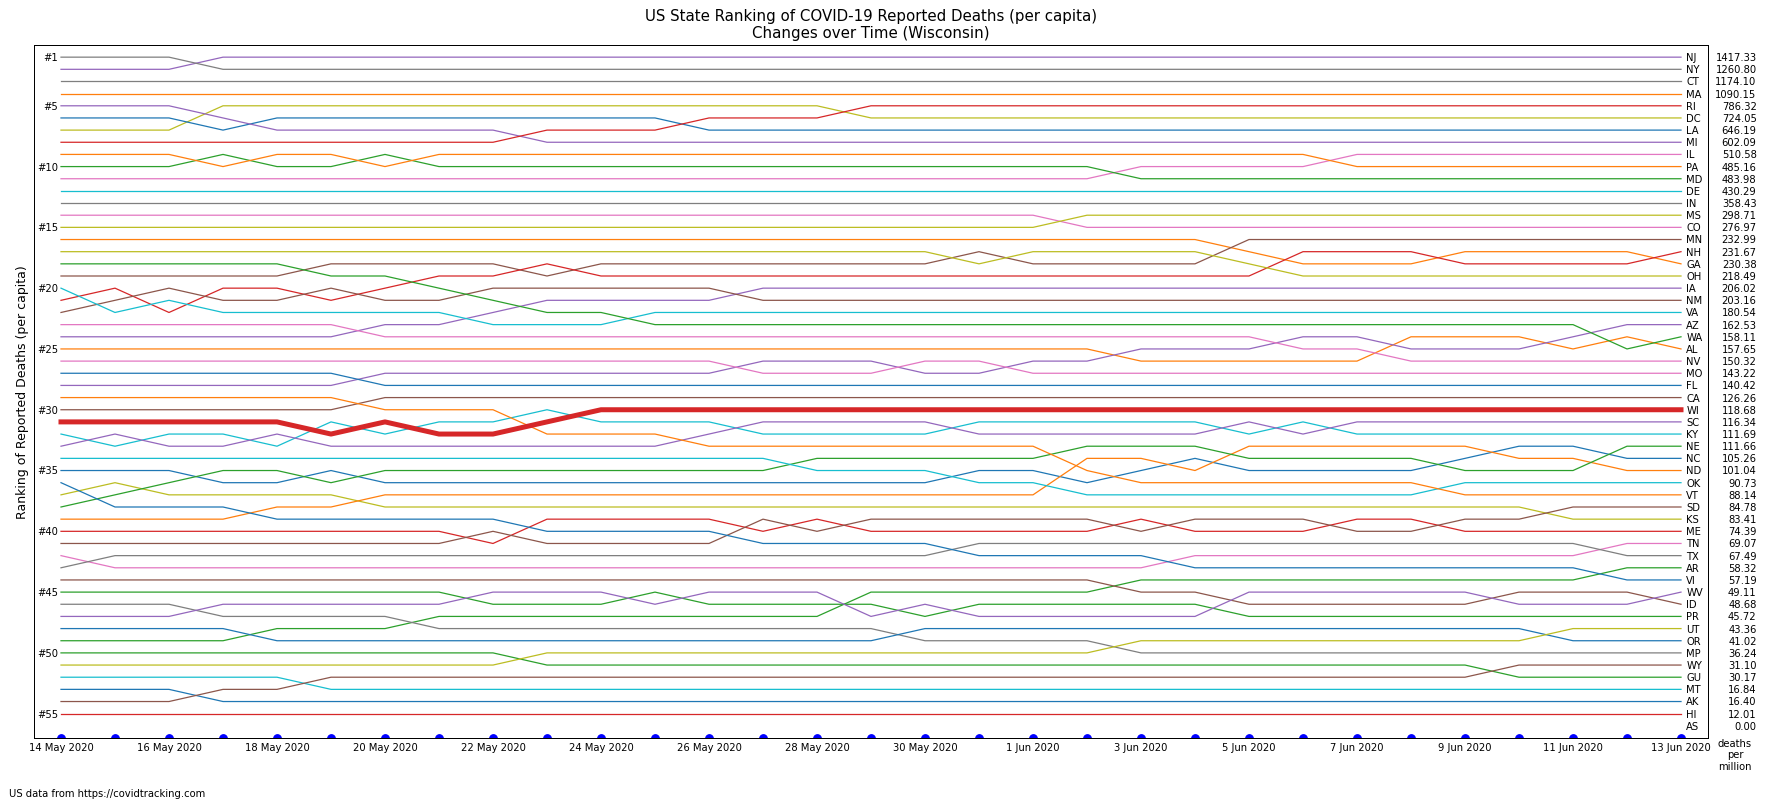 US State Ranking of COVID-19 Reported Deaths (per capita)
Changes over Time (Wisconsin)
Ranking of Reported Deaths (per capita)
#1
#5
#10
#15
#20
#25
#30
#35
#40
#45
#50
#55
NJ 1417.33
NY 1260.80
CT 1174.10
MA 1090.15
RI 786.32
DC 724.05
LA 646.19
MI 602.09
IL 510.58
PA 485.16
MD 483.98
DE 430.29
IN 358.43
MS 298.71
CO 276.97
MN 232.99
NH 231.67
GA 230.38
OH 218.49
IA 206.02
NM 203.16
VA 180.54
AZ 162.53
WA 158.11
AL 157.65
NV 150.32
MO 143.22
FL 140.42
CA 126.26
WI 118.68
SC 116.34
KY 111.69
NE 111.66
NC 105.26
ND 101.04
OK 90.73
VT 88.14
SD 84.78
KS 83.41
ME 74.39
TN 69.07
TX 67.49
AR 58.32
VI 57.19
WV 49.11
ID 48.68
PR 45.72
UT 43.36
OR 41.02
MP 36.24
WY 31.10
GU 30.17
MT 16.84
AK 16.40
HI 12.01
AS 0.00
14 May 2020 16 May 2020 18 May 2020 20 May 2020 22 May 2020 24 May 2020 26 May 2020 28 May 2020 30 May 2020 1 Jun 2020 3 Jun 2020 5 Jun 2020 7 Jun 2020 9 Jun 2020 11 Jun 2020 13 Jun 2020
deaths
per
million
US data from https://covidtracking.com